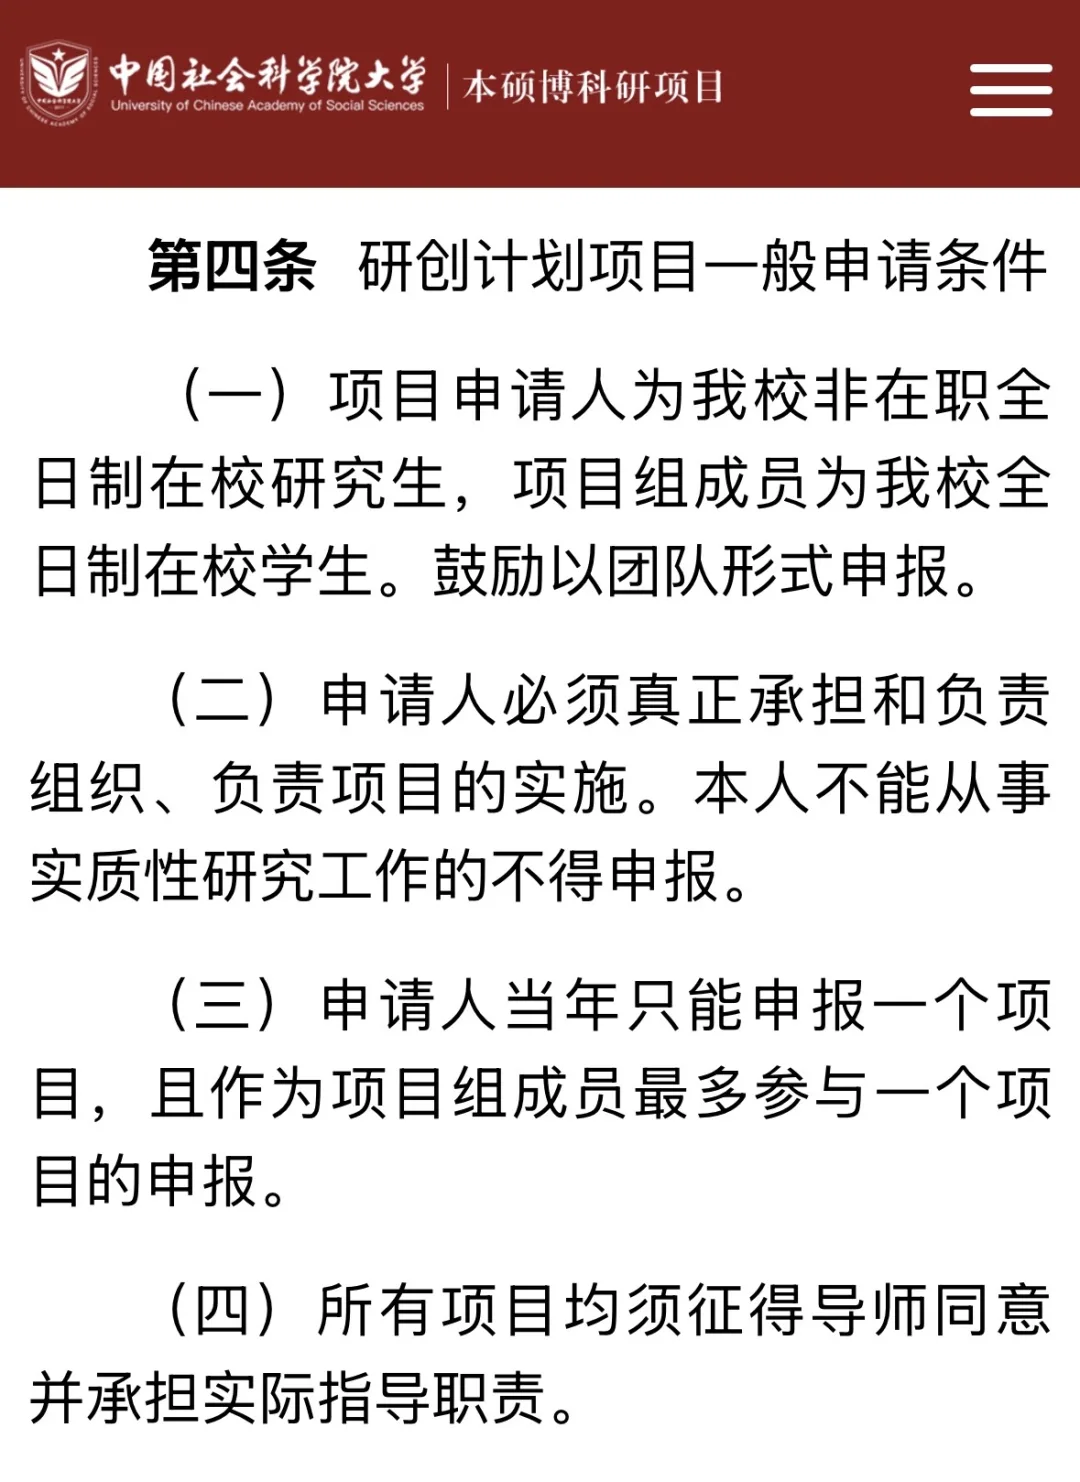 中国社会科学院大学
University of Chinese Academy of Social Sciences
本硕博科研项目
第四条 研创计划项目一般申请条件
（一）项目申请人为我校非在职全
日制在校研究生，项目组成员为我校全
日制在校学生。鼓励以团队形式申报。
（二）申请人必须真正承担和负责
组织、负责项目的实施。本人不能从事
实质性研究工作的不得申报。
（三）申请人当年只能申报一个项
目，且作为项目组成员最多参与一个项
目的申报。
（四）所有项目均须征得导师同意
并承担实际指导职责。